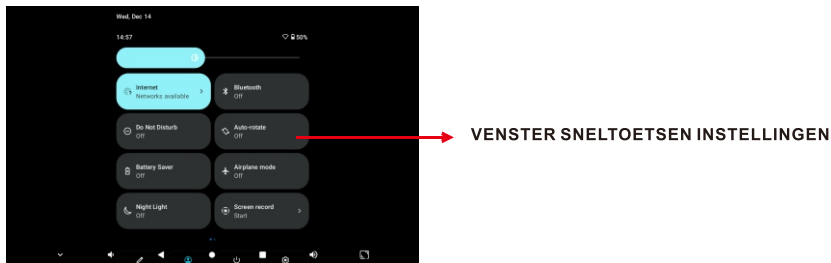 Wed, Dec 14
14:57 50%
Internet
Networks available
Bluetooth
Off
Do Not Disturb
Off
Auto-rotate
Off
VENSTER SNELTOETSEN INSTELLINGEN
Battery Saver
Off
Airplane mode
Off
Night Light
Off
Screen record
Start